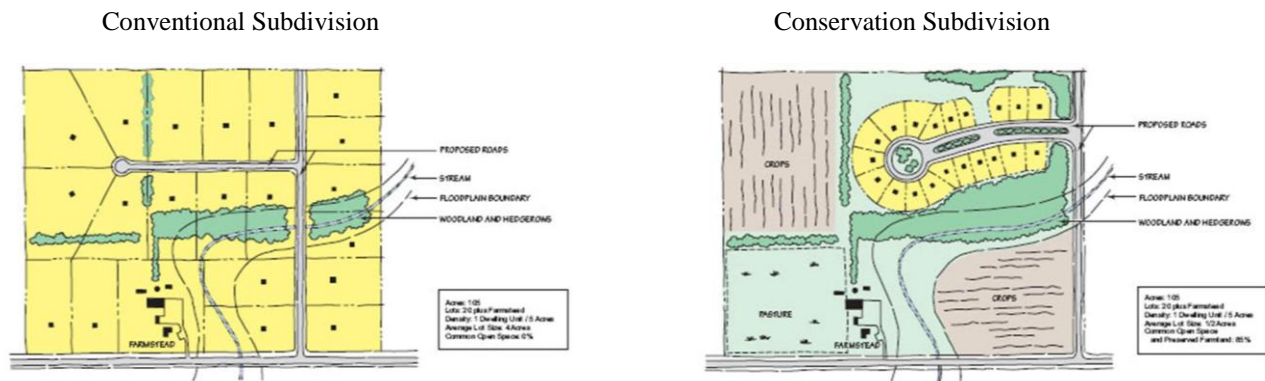 Conventional Subdivision
PROPOSED ROADS
STREAM
FLOODPLAIN BOUNDARY
WOODLAND AND HEDGEROWS
FARMSTEAD
Acres: 105
Lots: 20 plus Farmstead
Density: 1 Dwelling Unit / 5 Acres
Average Lot Size: 4 Acres
Common Open Space: 0%
Conservation Subdivision
CROPS
PROPOSED ROADS
STREAM
FLOODPLAIN BOUNDARY
WOODLAND AND HEDGEROWS
CROPS
PASTURE
FARMSTEAD
Acres: 105
Lots: 20 plus Farmstead
Density: 1 Dwelling Unit / 5 Acres
Average Lot Size: 1/2 Acres
Common Open Space
and Preserved Farmland: 85%